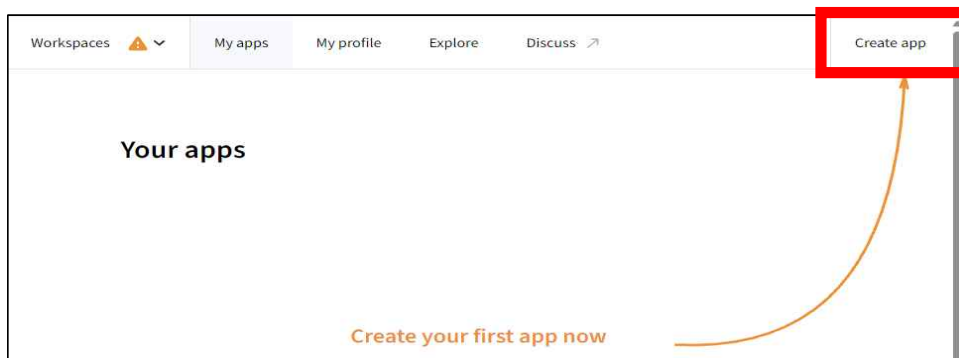 Workspaces My apps My profile Explore Discuss Create app
Your apps
Create your first app now